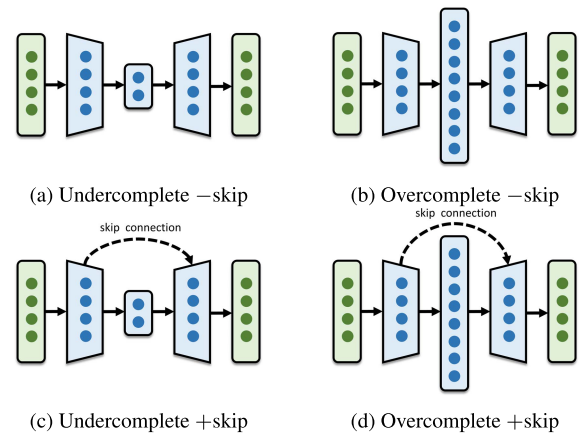 (a) Undercomplete −skip
(b) Overcomplete −skip
skip connection
skip connection
(c) Undercomplete +skip
(d) Overcomplete +skip